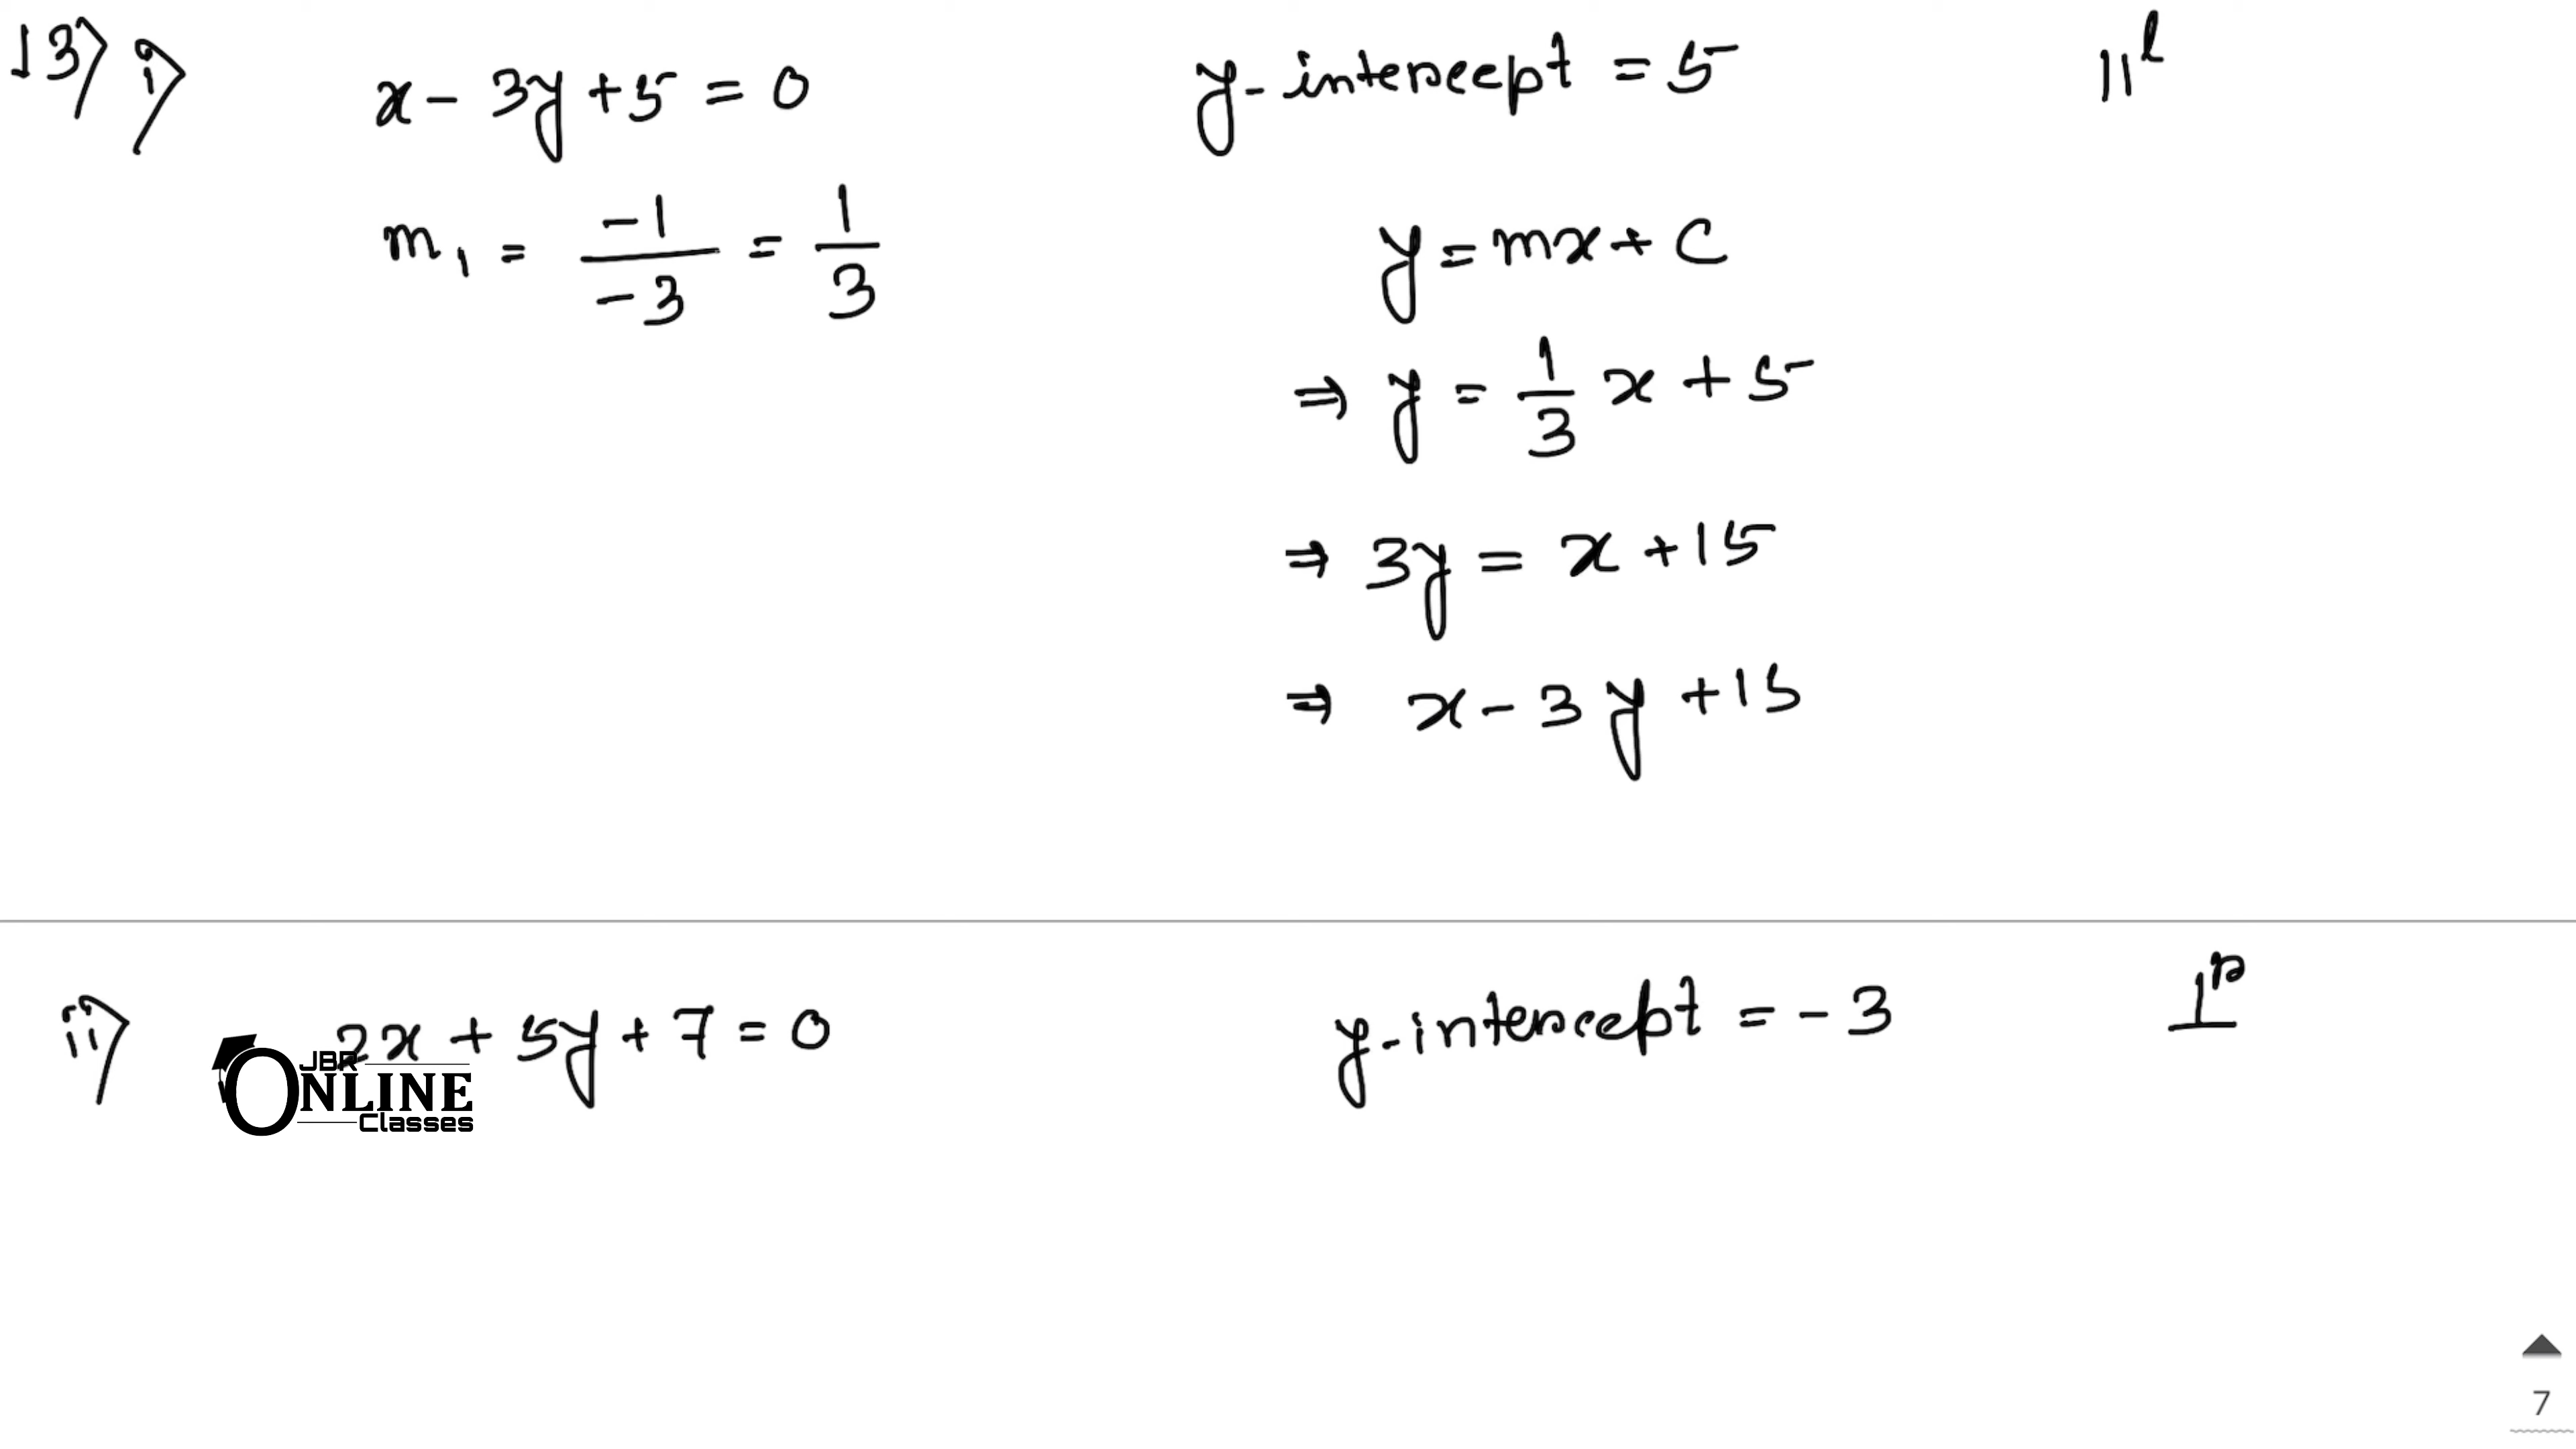 13) i) x - 3y + 5 = 0 y-intercept = 5 ||l
m₁ = -1/-3 = 1/3 y = mx + c
⇒ y = 1/3 x + 5
⇒ 3y = x + 15
⇒ x - 3y + 15
ii) 2x + 5y + 7 = 0 y-intercept = -3 ⊥r
JBR
ONLINE
Classes
7